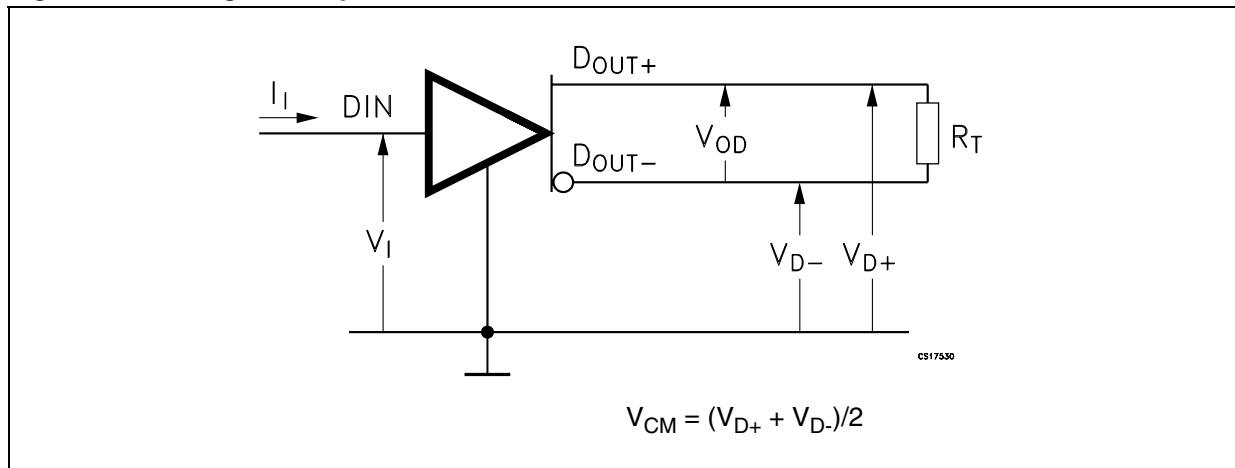 D_OUT+
I_I DIN
V_OD R_T
D_OUT-
V_I V_D- V_D+
CS17530
V_CM = (V_D+ + V_D-)/2